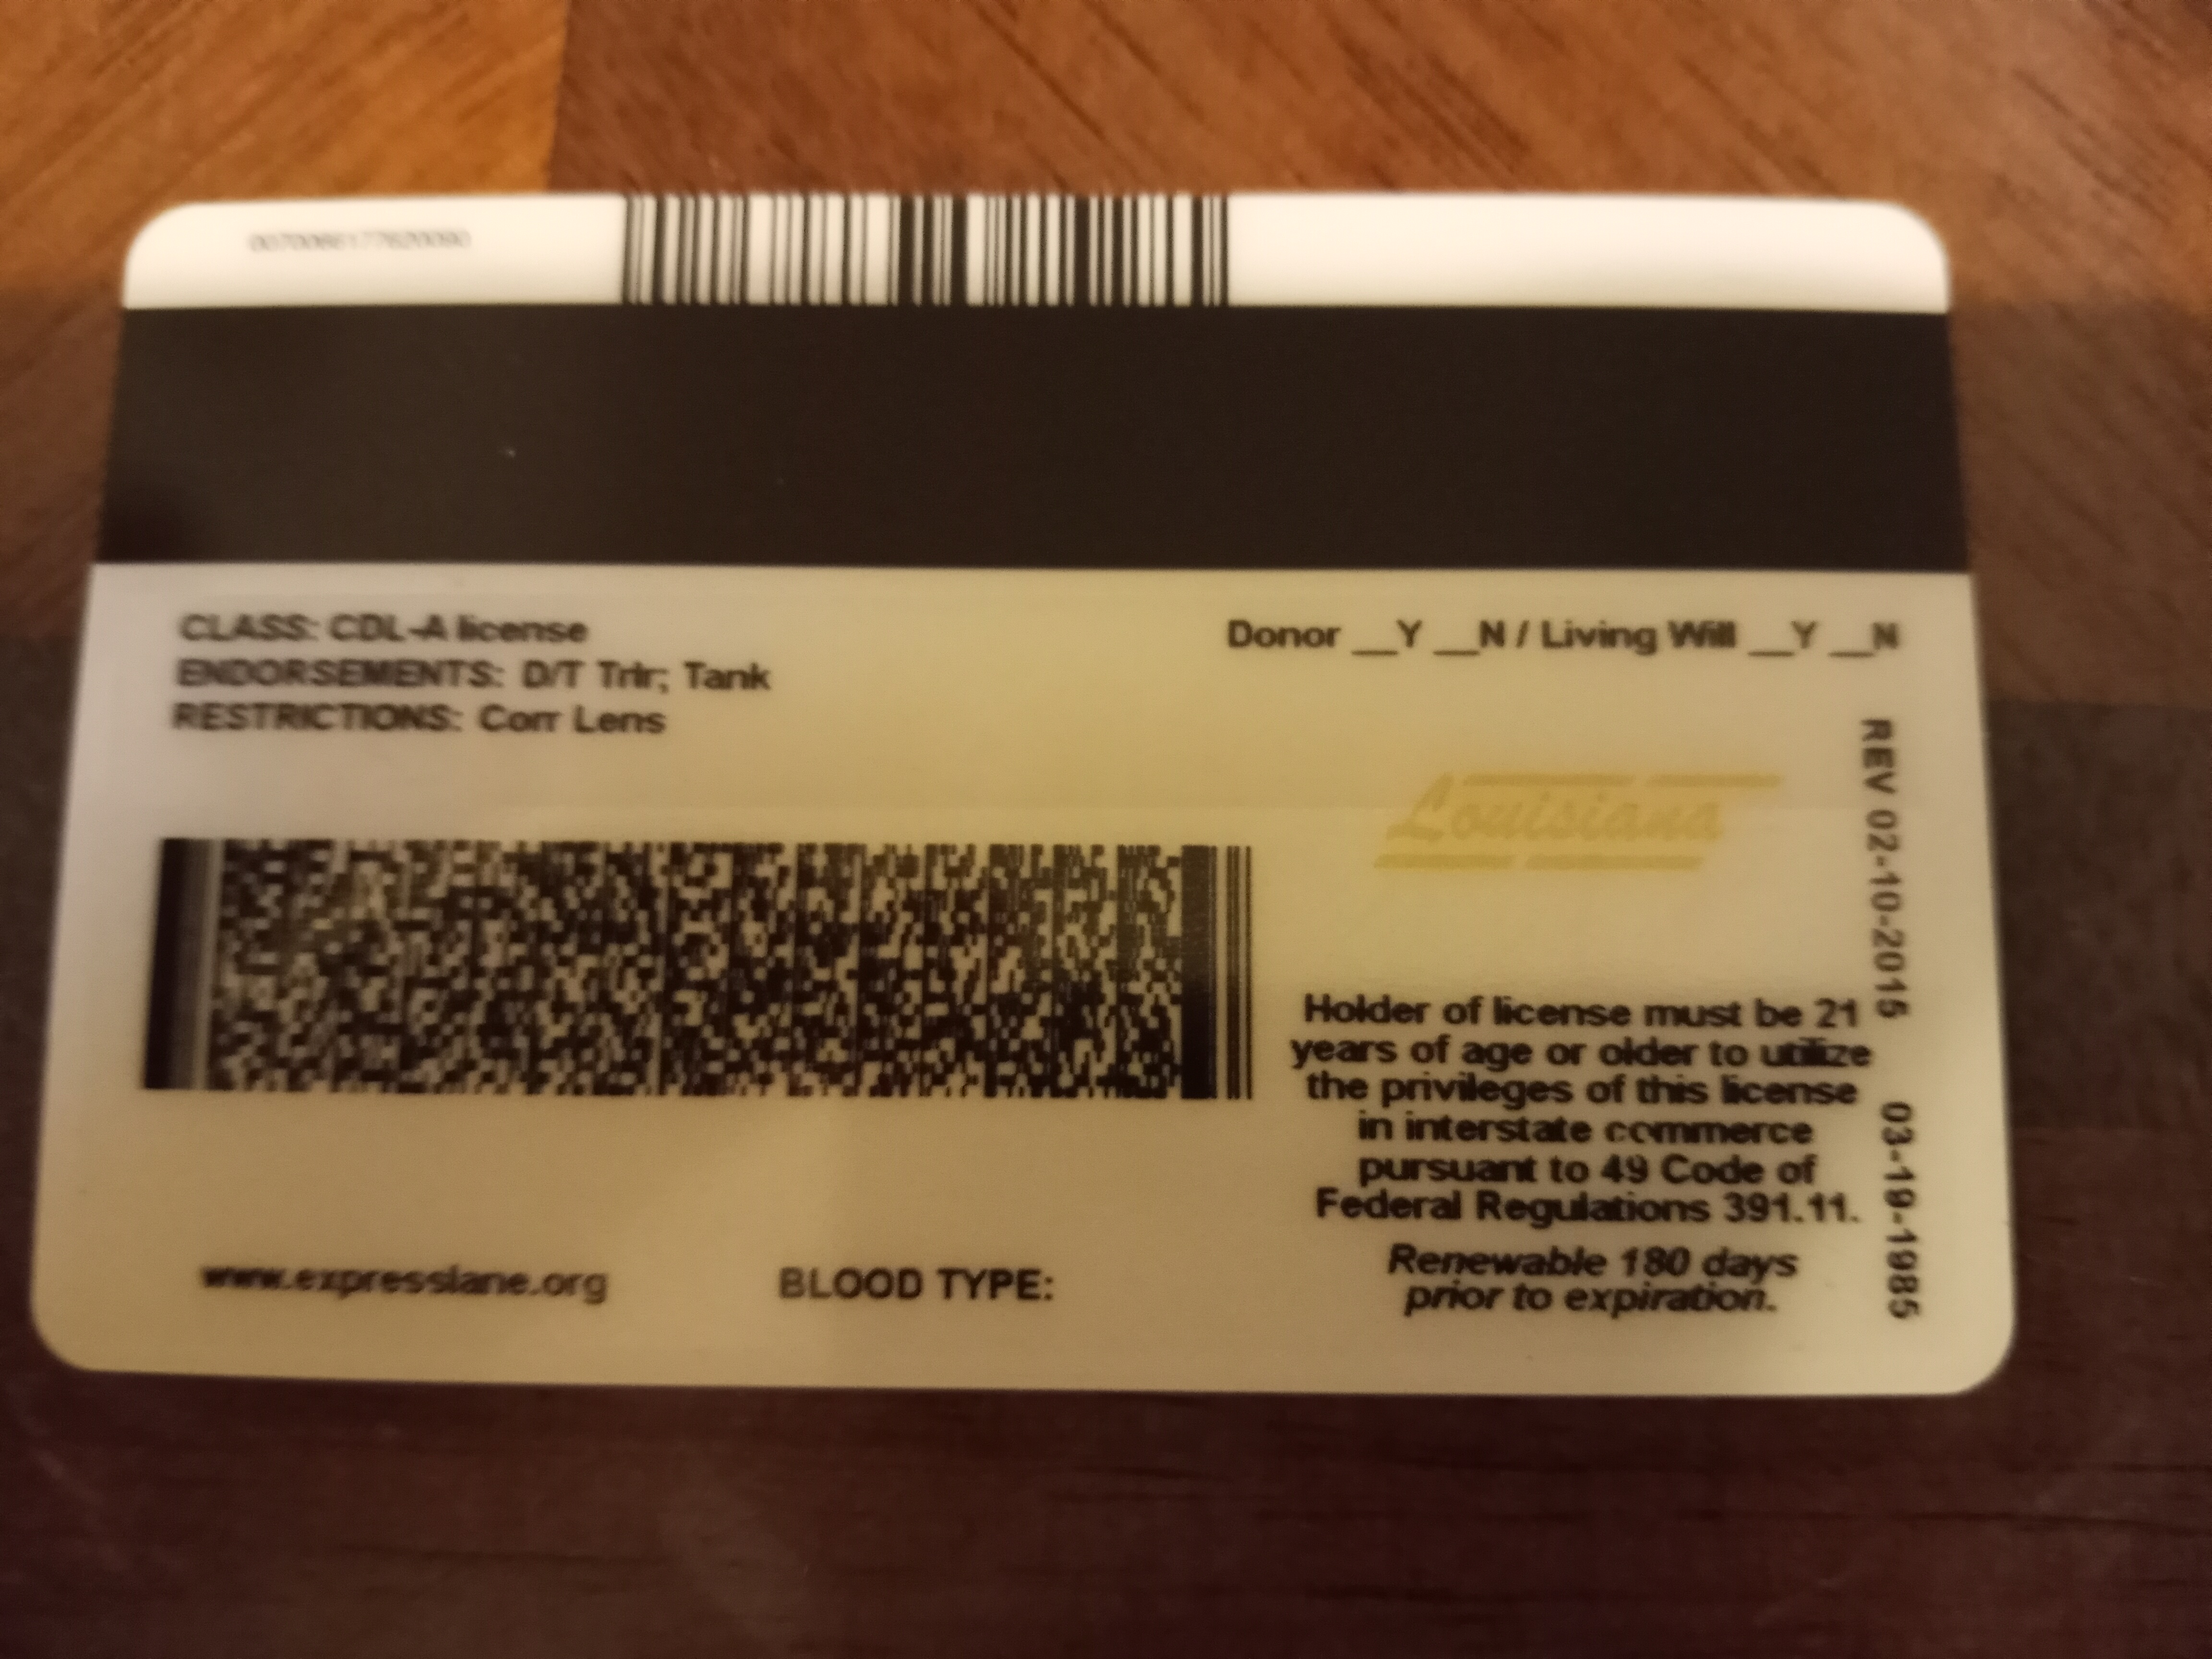 CLASS: CDL-A license
ENDORSEMENTS: D/T Trlr; Tank
RESTRICTIONS: Corr Lens
Donor __Y __N / Living Will __Y __N
Louisiana
REV 02-10-2015
03-19-1985
Holder of license must be 21
years of age or older to utilize
the privileges of this license
in interstate commerce
pursuant to 49 Code of
Federal Regulations 391.11.
Renewable 180 days
prior to expiration.
www.expresslane.org
BLOOD TYPE: